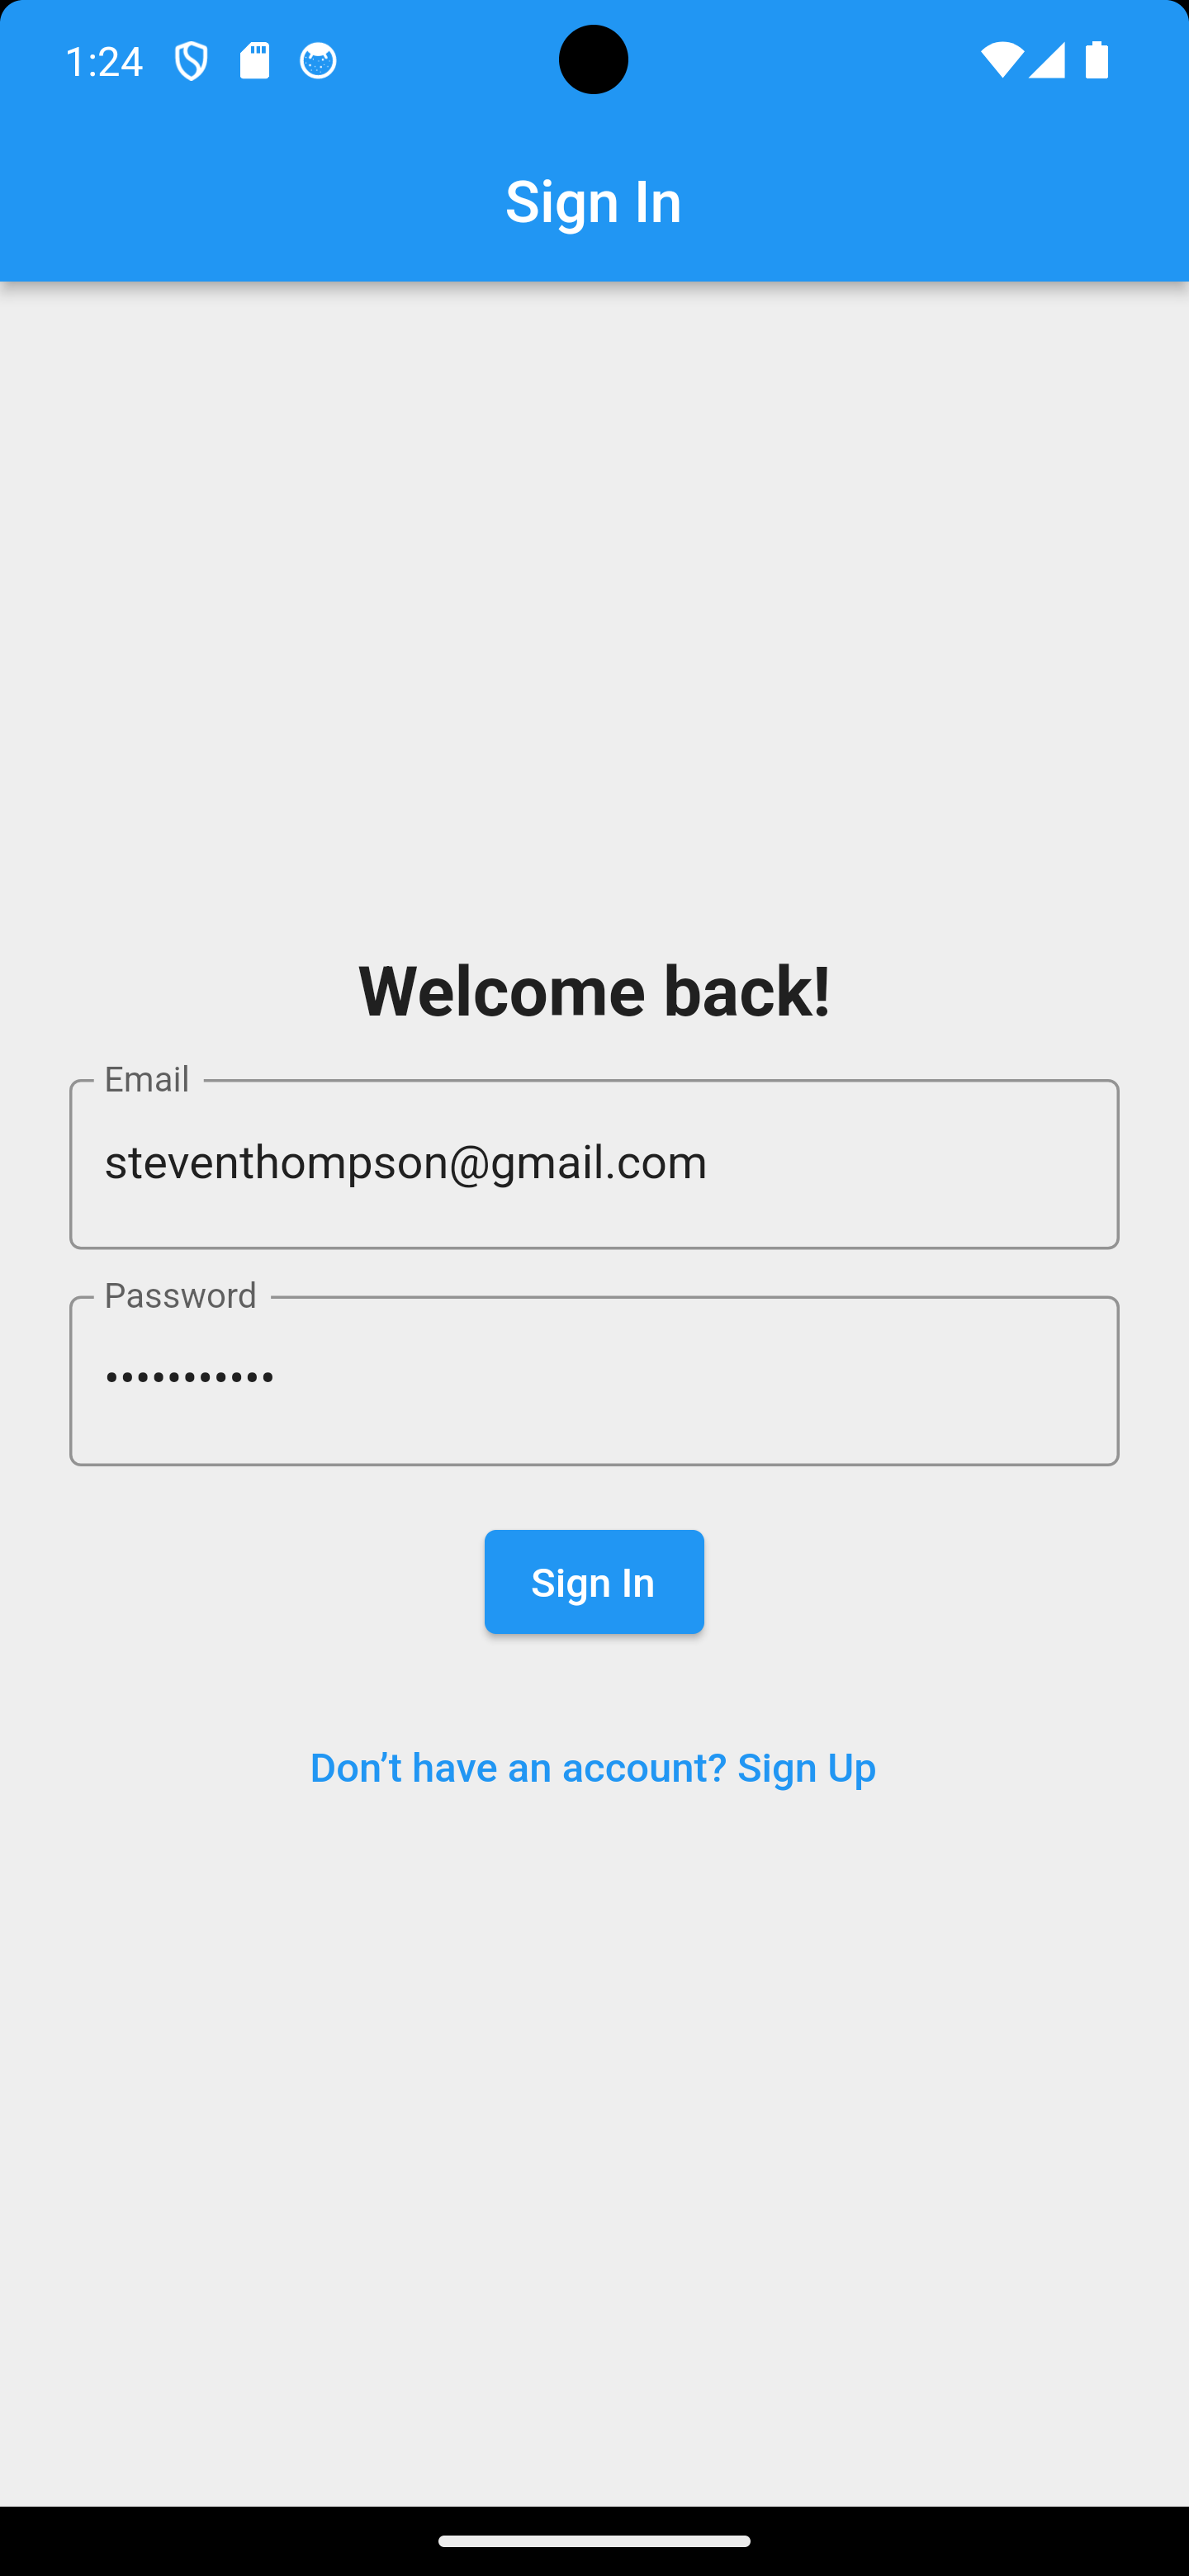 1:24
Sign In
Welcome back!
Email
steventhompson@gmail.com
Password
•••••••••••
Sign In
Don’t have an account? Sign Up